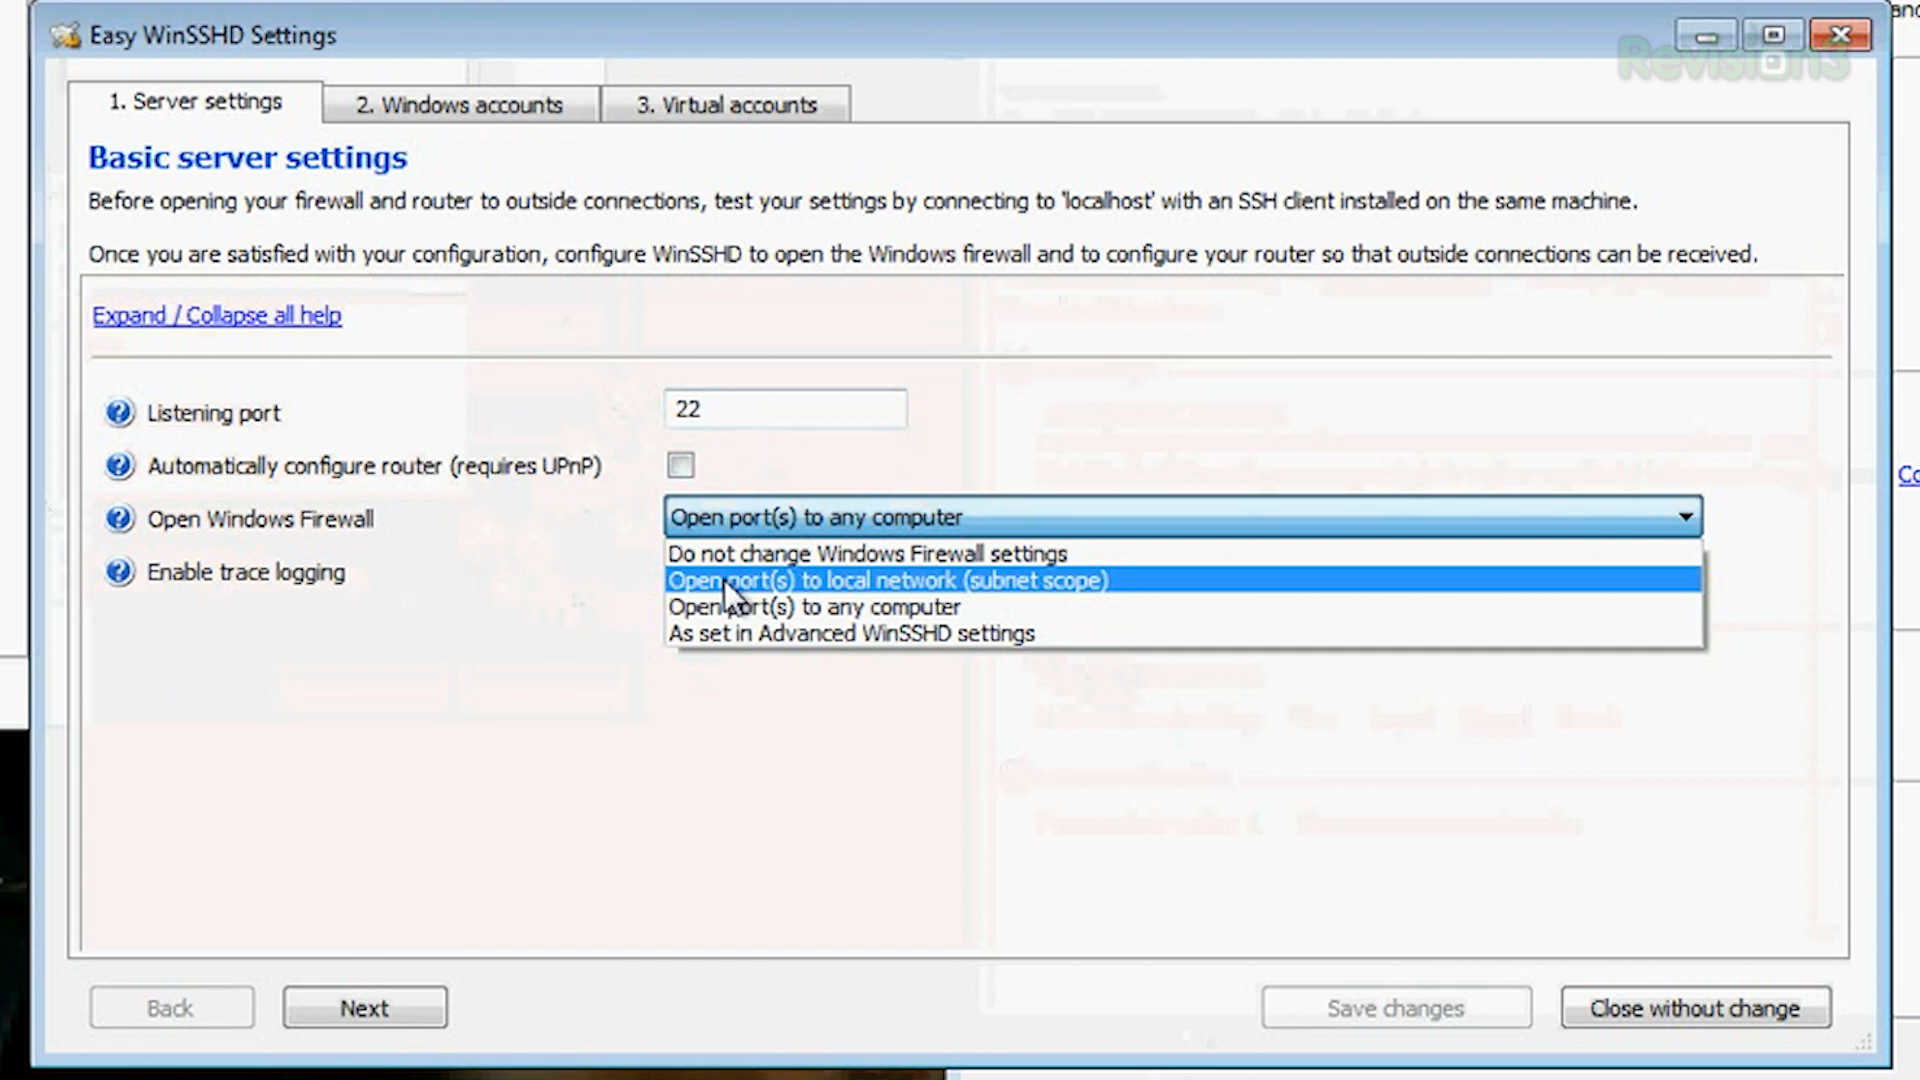 Easy WinSSHD Settings
Revision3
1. Server settings
2. Windows accounts
3. Virtual accounts
Basic server settings
Before opening your firewall and router to outside connections, test your settings by connecting to 'localhost' with an SSH client installed on the same machine.
Once you are satisfied with your configuration, configure WinSSHD to open the Windows firewall and to configure your router so that outside connections can be received.
Expand / Collapse all help
Listening port
22
Automatically configure router (requires UPnP)
Open Windows Firewall
Open port(s) to any computer
Do not change Windows Firewall settings
Enable trace logging
Open port(s) to local network (subnet scope)
Open port(s) to any computer
As set in Advanced WinSSHD settings
Back
Next
Save changes
Close without change